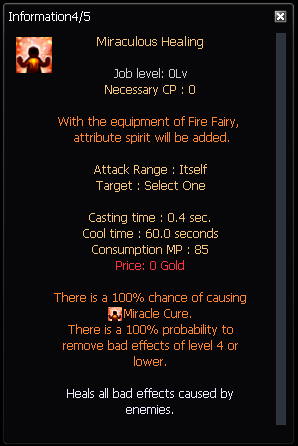 Information4/5
Miraculous Healing
Job level: 0Lv
Necessary CP : 0
With the equipment of Fire Fairy,
attribute spirit will be added.
Attack Range : Itself
Target : Select One
Casting time : 0.4 sec.
Cool time : 60.0 seconds
Consumption MP : 85
Price: 0 Gold
There is a 100% chance of causing
Miracle Cure.
There is a 100% probability to
remove bad effects of level 4 or
lower.
Heals all bad effects caused by
enemies.